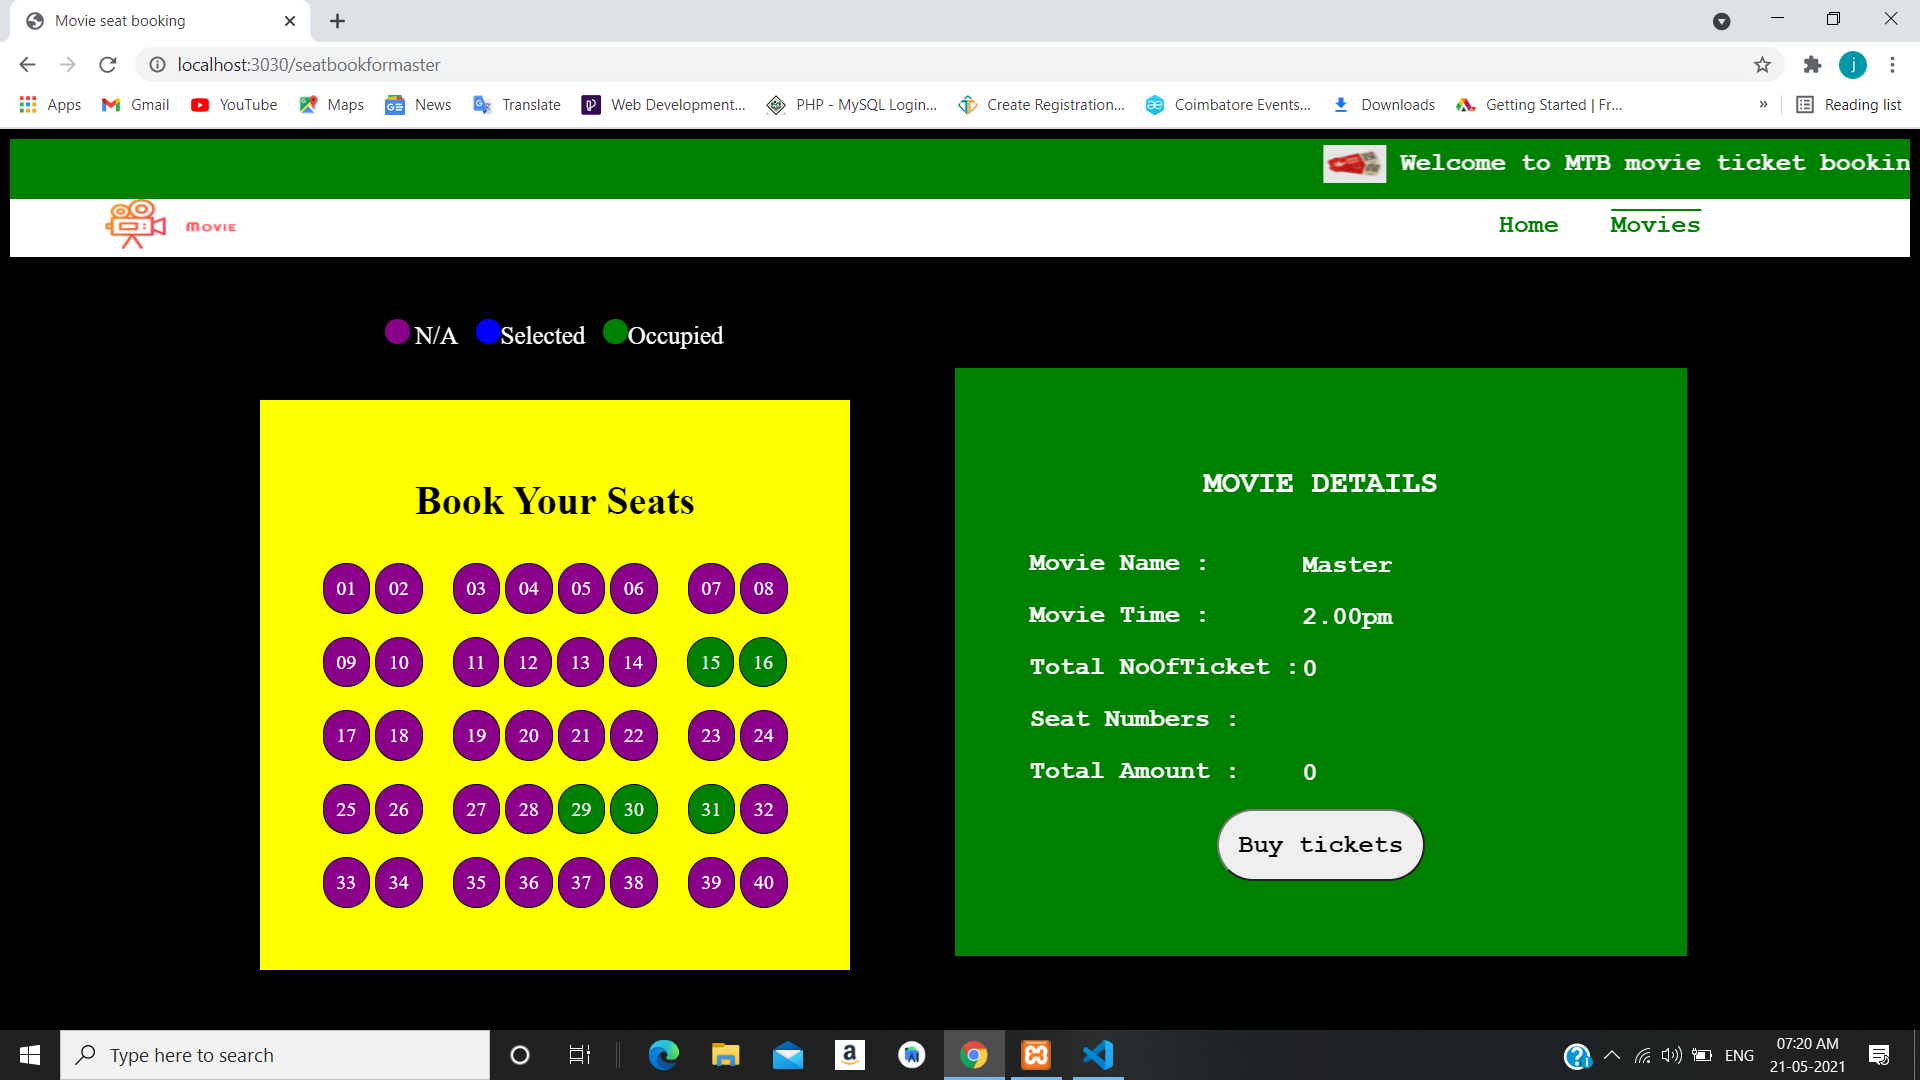 Movie seat booking
localhost:3030/seatbookformaster
Apps Gmail YouTube Maps News Translate Web Development... PHP - MySQL Login... Create Registration... Coimbatore Events... Downloads Getting Started | Fr... » Reading list
j
Welcome to MTB movie ticket bookin
Movie Home Movies
N/A Selected Occupied
Book Your Seats
01 02 03 04 05 06 07 08
09 10 11 12 13 14 15 16
17 18 19 20 21 22 23 24
25 26 27 28 29 30 31 32
33 34 35 36 37 38 39 40
MOVIE DETAILS
Movie Name : Master
Movie Time : 2.00pm
Total NoOfTicket : 0
Seat Numbers :
Total Amount : 0
Buy tickets
Type here to search
ENG
07:20 AM
21-05-2021